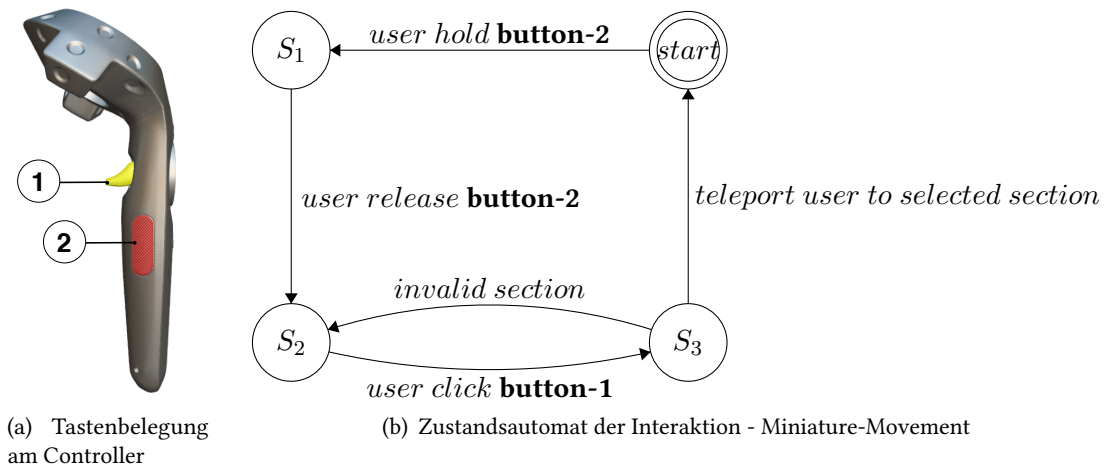 1
2
S1
user hold button-2
start
user release button-2
teleport user to selected section
invalid section
S2
S3
user click button-1
(a) Tastenbelegung
am Controller
(b) Zustandsautomat der Interaktion - Miniature-Movement